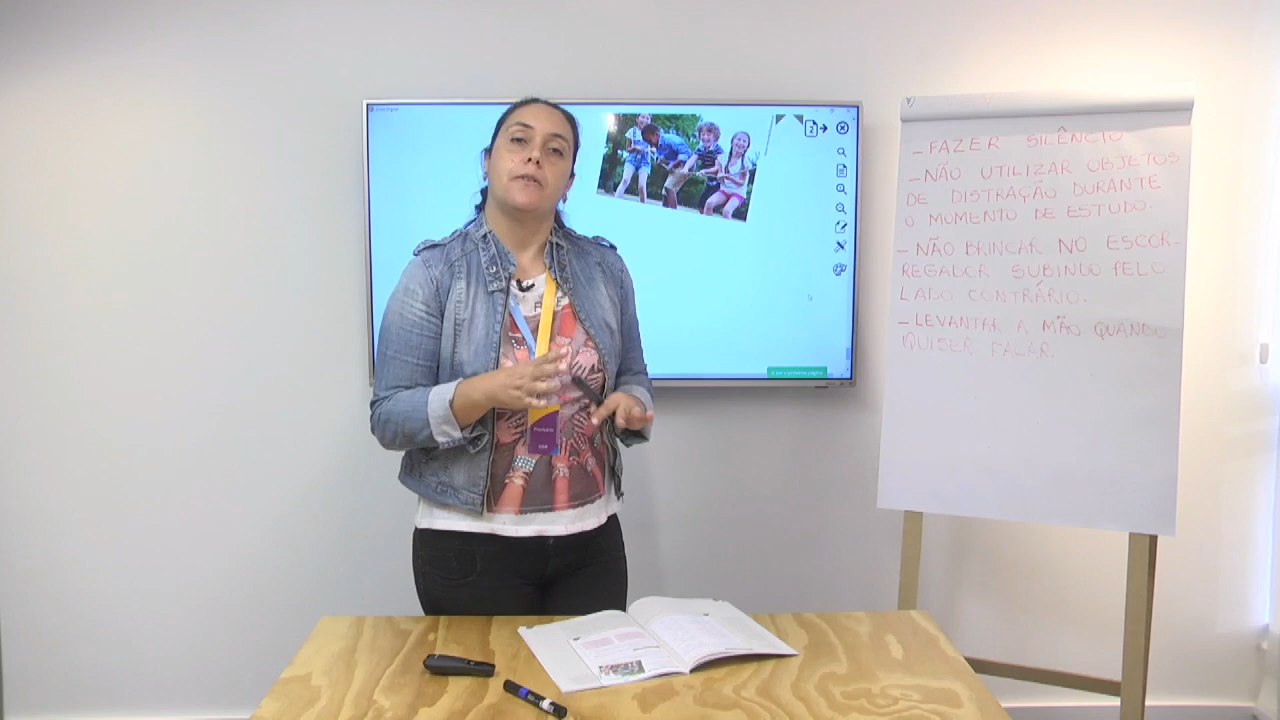 - FAZER SILÊNCIO
- NÃO UTILIZAR OBJETOS
DE DISTRAÇÃO DURANTE
O MOMENTO DE ESTUDO.
- NÃO BRINCAR NO ESCOR-
REGADOR SUBINDO PELO
LADO CONTRÁRIO.
- LEVANTAR A MÃO QUANDO
QUISER FALAR.
2